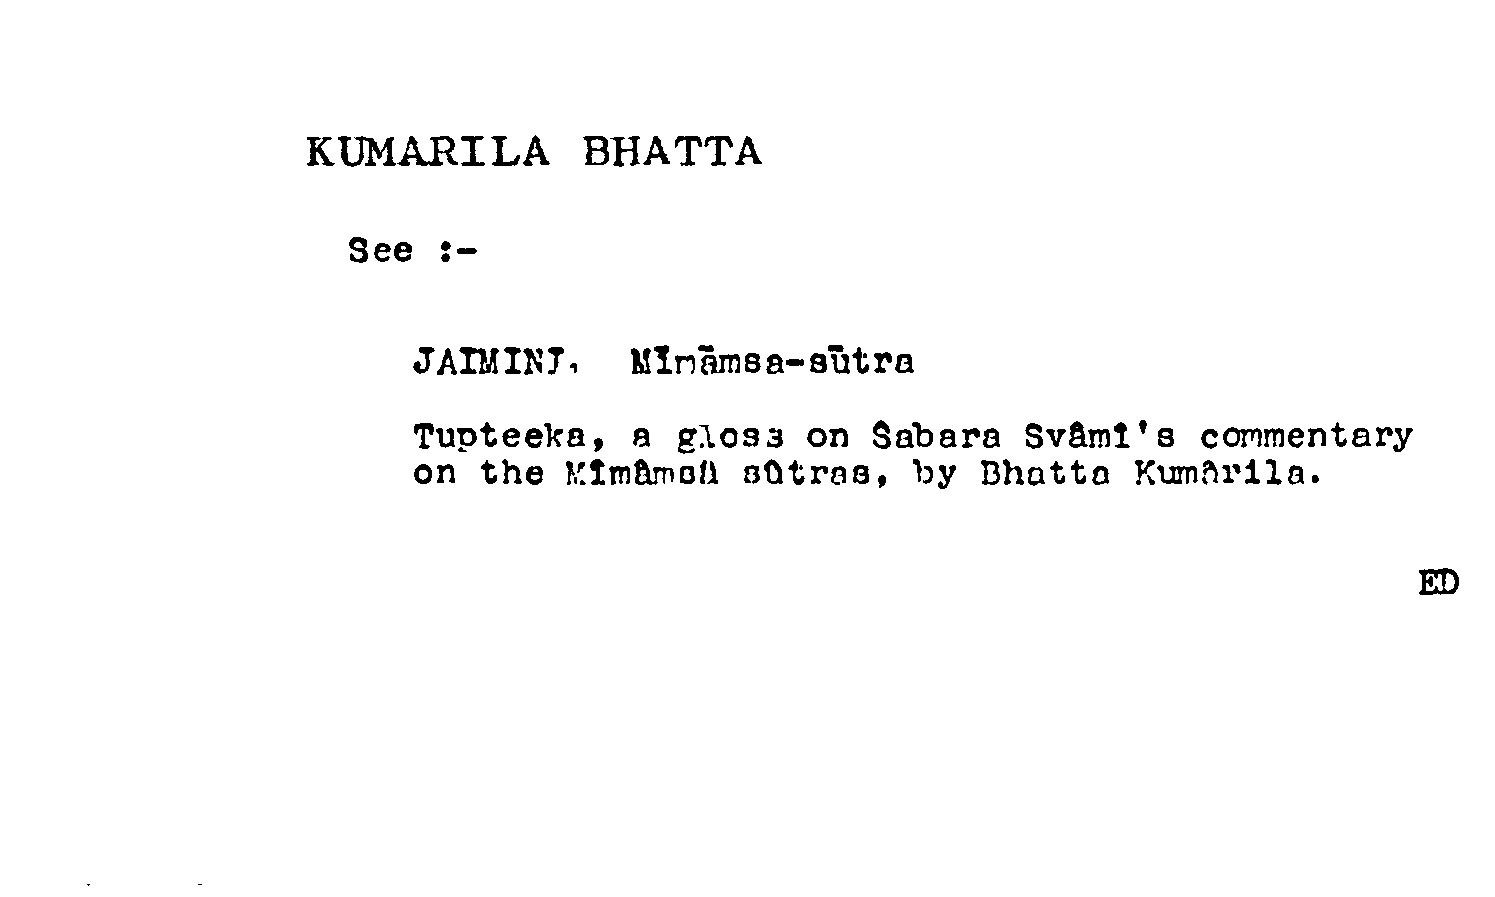 KUMARILA BHATTA
See :-
JAIMINI. Mīmāmsa-sūtra
Tupteeka, a gloss on Sabara Svâmî's commentary
on the Mîmâmsâ sûtras, by Bhatta Kumârila.
ED